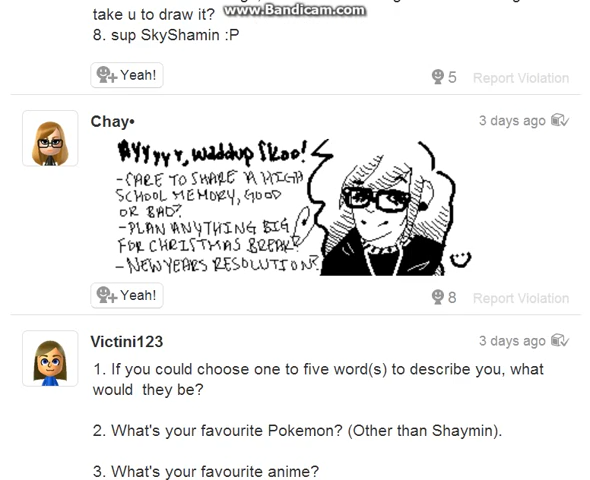 take u to draw it?
www.Bandicam.com
8. sup SkyShamin :P
Yeah!
5
Report Violation
Chay•
3 days ago
Ayyyyy, waddup Skoo!
-CARE TO SHARE A HIGH
SCHOOL MEMORY, GOOD
OR BAD?
-PLAN ANYTHING BIG
FOR CHRISTMAS BREAK?
-NEW YEARS RESOLUTION?
Yeah!
8
Report Violation
Victini123
3 days ago
1. If you could choose one to five word(s) to describe you, what
would they be?
2. What's your favourite Pokemon? (Other than Shaymin).
3. What's your favourite anime?